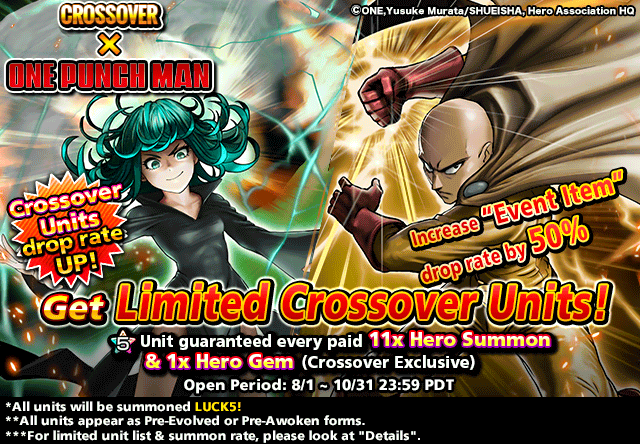 ©ONE,Yusuke Murata/SHUEISHA, Hero Association HQ
CROSSOVER
×
ONE PUNCH MAN
Crossover
Units
drop rate
UP!
Increase "Event Item"
drop rate by 50%
Get Limited Crossover Units!
5 Unit guaranteed every paid 11x Hero Summon
& 1x Hero Gem (Crossover Exclusive)
Open Period: 8/1 ~ 10/31 23:59 PDT
*All units will be summoned LUCK5!
**All units appear as Pre-Evolved or Pre-Awoken forms.
***For limited unit list & summon rate, please look at "Details".